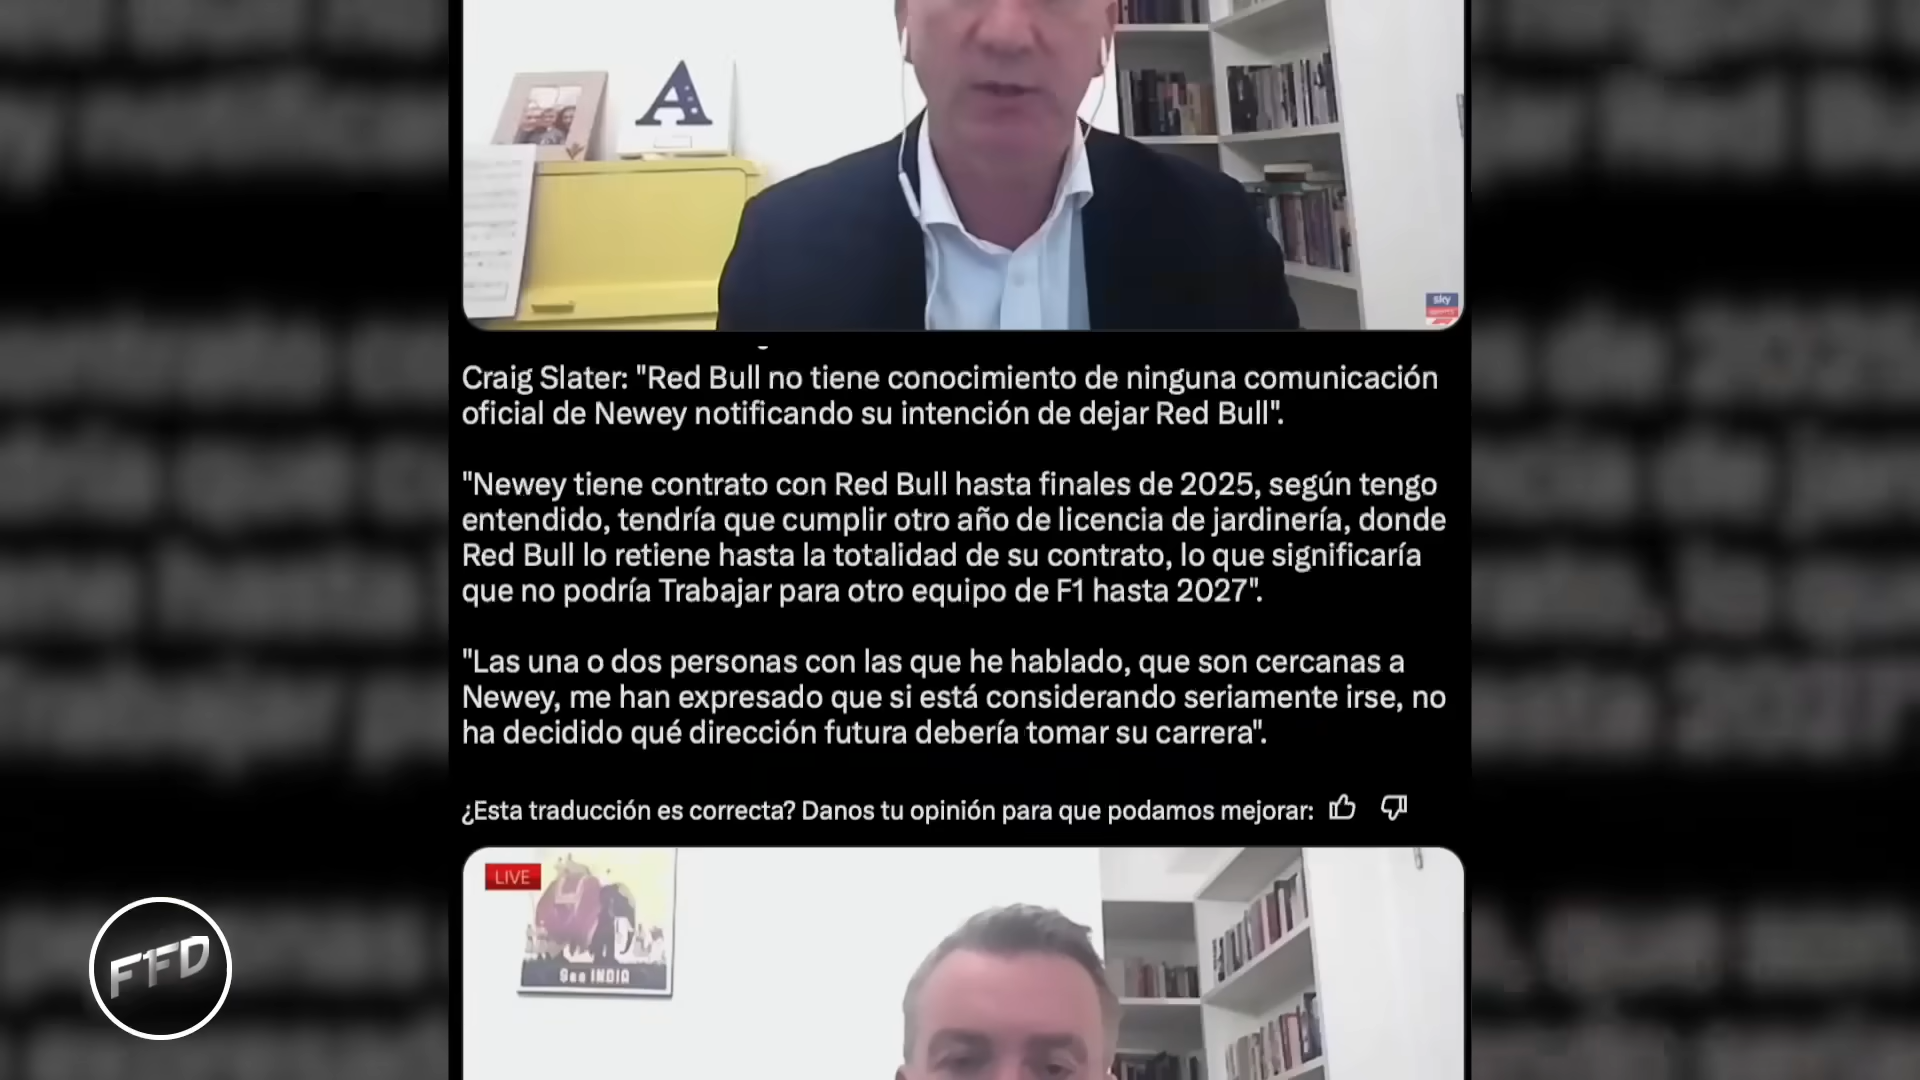 A
sky
sports
Craig Slater: "Red Bull no tiene conocimiento de ninguna comunicación
oficial de Newey notificando su intención de dejar Red Bull".
"Newey tiene contrato con Red Bull hasta finales de 2025, según tengo
entendido, tendría que cumplir otro año de licencia de jardinería, donde
Red Bull lo retiene hasta la totalidad de su contrato, lo que significaría
que no podría Trabajar para otro equipo de F1 hasta 2027".
"Las una o dos personas con las que he hablado, que son cercanas a
Newey, me han expresado que si está considerando seriamente irse, no
ha decidido qué dirección futura debería tomar su carrera".
¿Esta traducción es correcta? Danos tu opinión para que podamos mejorar:
LIVE
See INDIA
F1FD